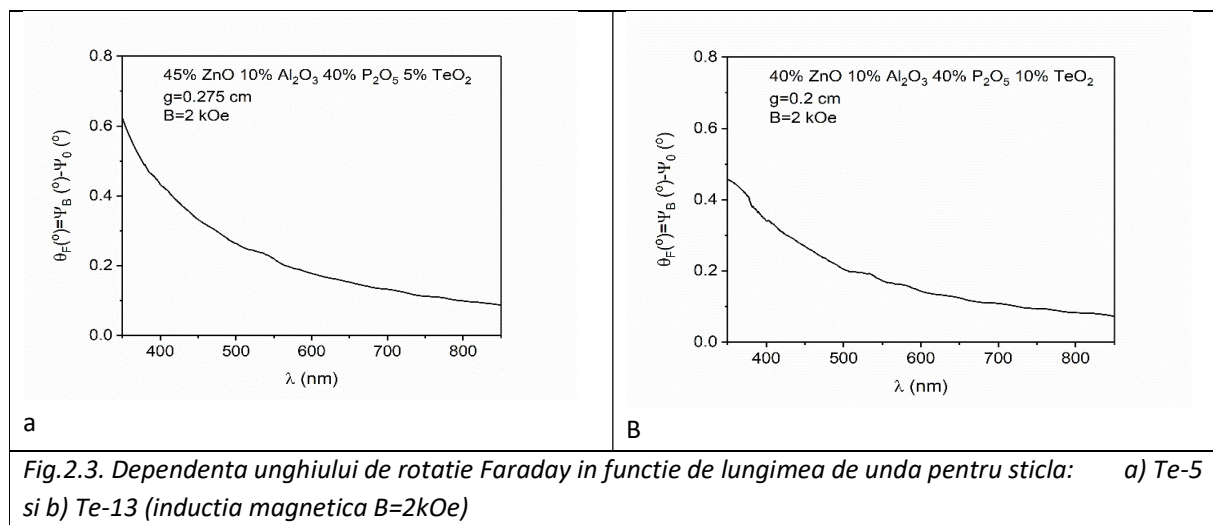 0.8
0.6
0.4
0.2
0.0
θF(º)=ΨB (º)-Ψ0 (º)
45% ZnO 10% Al2O3 40% P2O5 5% TeO2
g=0.275 cm
B=2 kOe
400 500 600 700 800
λ (nm)
a
0.8
0.6
0.4
0.2
0.0
θF(º)=ΨB (º)-Ψ0 (º)
40% ZnO 10% Al2O3 40% P2O5 10% TeO2
g=0.2 cm
B=2 kOe
400 500 600 700 800
λ (nm)
B
Fig.2.3. Dependenta unghiului de rotatie Faraday in functie de lungimea de unda pentru sticla: a) Te-5
si b) Te-13 (inductia magnetica B=2kOe)